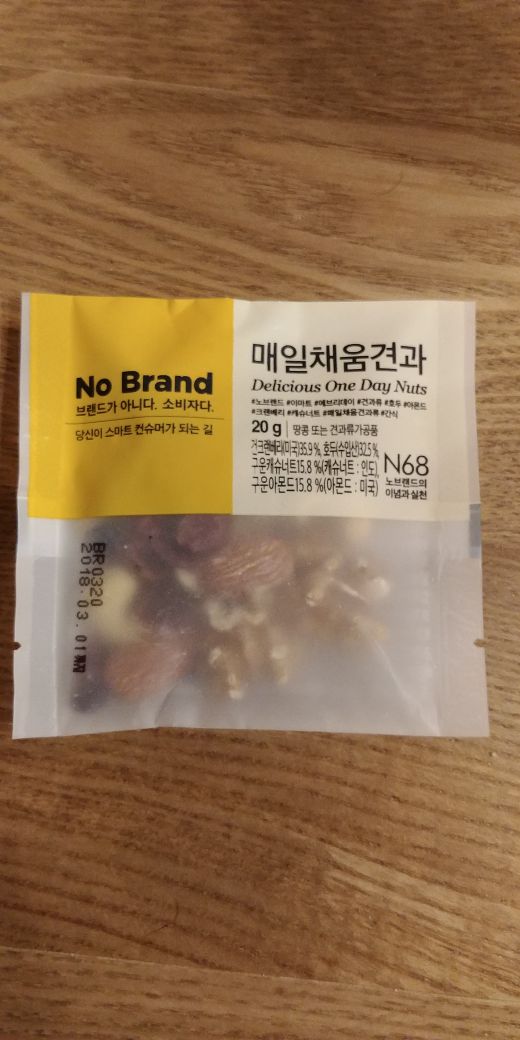 No Brand
브랜드가 아니다. 소비자다.
당신이 스마트 컨슈머가 되는 길
매일채움견과
Delicious One Day Nuts
#노브랜드 #이마트 #에브리데이 #견과류 #호두 #아몬드
#크랜베리 #캐슈너트 #매일채움견과류 #간식
20 g | 땅콩 또는 견과류가공품
건크랜베리(미국)35.9 %, 호두(수입산)32.5 %,
구운캐슈너트15.8 %(캐슈너트 : 인도),
구운아몬드15.8 %(아몬드 : 미국)
N68
노브랜드의
이념과 실천
BR0320
2018.03.01까지